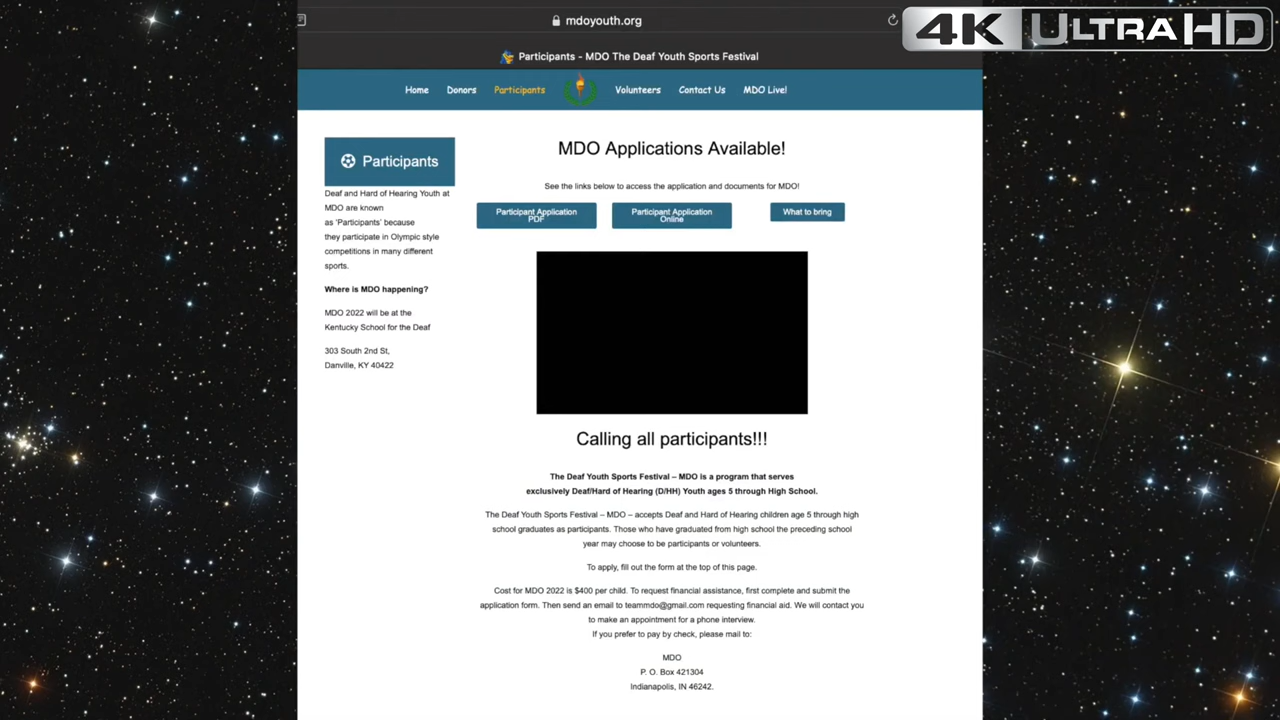 mdoyouth.org
4K ULTRA HD
Participants - MDO The Deaf Youth Sports Festival
Home Donors Participants Volunteers Contact Us MDO Live!
Participants
Deaf and Hard of Hearing Youth at
MDO are known
as 'Participants' because
they participate in Olympic style
competitions in many different
sports.
Where is MDO happening?
MDO 2022 will be at the
Kentucky School for the Deaf
303 South 2nd St,
Danville, KY 40422
MDO Applications Available!
See the links below to access the application and documents for MDO!
Participant Application
PDF
Participant Application
Online
What to bring
Calling all participants!!!
The Deaf Youth Sports Festival – MDO is a program that serves
exclusively Deaf/Hard of Hearing (D/HH) Youth ages 5 through High School.
The Deaf Youth Sports Festival – MDO – accepts Deaf and Hard of Hearing children age 5 through high
school graduates as participants. Those who have graduated from high school the preceding school
year may choose to be participants or volunteers.
To apply, fill out the form at the top of this page.
Cost for MDO 2022 is $400 per child. To request financial assistance, first complete and submit the
application form. Then send an email to teammdo@gmail.com requesting financial aid. We will contact you
to make an appointment for a phone interview.
If you prefer to pay by check, please mail to:
MDO
P. O. Box 421304
Indianapolis, IN 46242.